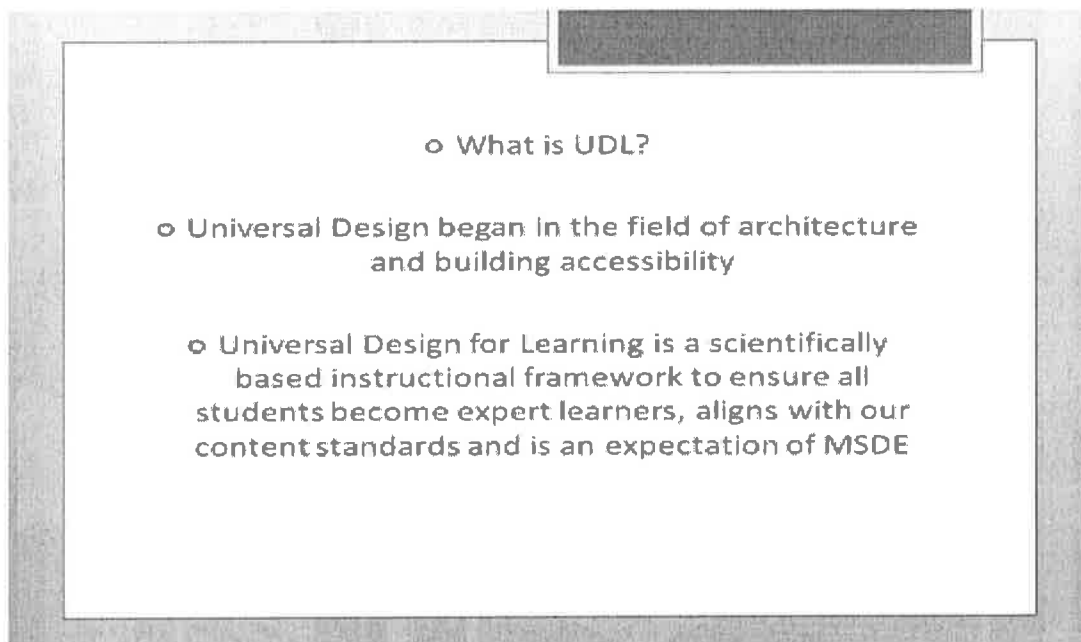 o What is UDL?
o Universal Design began in the field of architecture
and building accessibility
o Universal Design for Learning is a scientifically
based instructional framework to ensure all
students become expert learners, aligns with our
content standards and is an expectation of MSDE